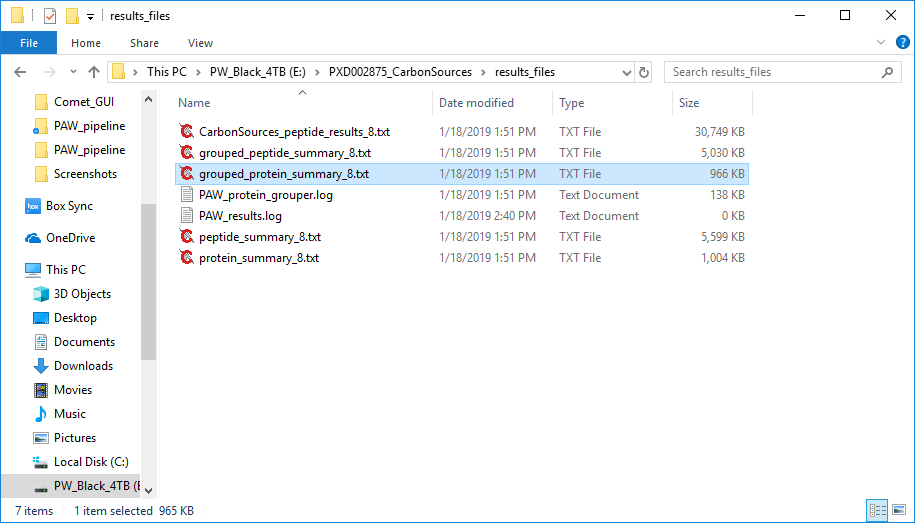 results_files
File Home Share View
This PC PW_Black_4TB (E:) PXD002875_CarbonSources results_files Search results_files
Comet_GUI
PAW_pipeline
PAW_pipeline
Screenshots
Box Sync
OneDrive
This PC
3D Objects
Desktop
Documents
Downloads
Movies
Music
Pictures
Local Disk (C:)
PW_Black_4TB (E
Name Date modified Type Size
CarbonSources_peptide_results_8.txt 1/18/2019 1:51 PM TXT File 30,749 KB
grouped_peptide_summary_8.txt 1/18/2019 1:51 PM TXT File 5,030 KB
grouped_protein_summary_8.txt 1/18/2019 1:51 PM TXT File 966 KB
PAW_protein_grouper.log 1/18/2019 1:51 PM Text Document 138 KB
PAW_results.log 1/18/2019 2:40 PM Text Document 0 KB
peptide_summary_8.txt 1/18/2019 1:51 PM TXT File 5,599 KB
protein_summary_8.txt 1/18/2019 1:51 PM TXT File 1,004 KB
7 items 1 item selected 965 KB